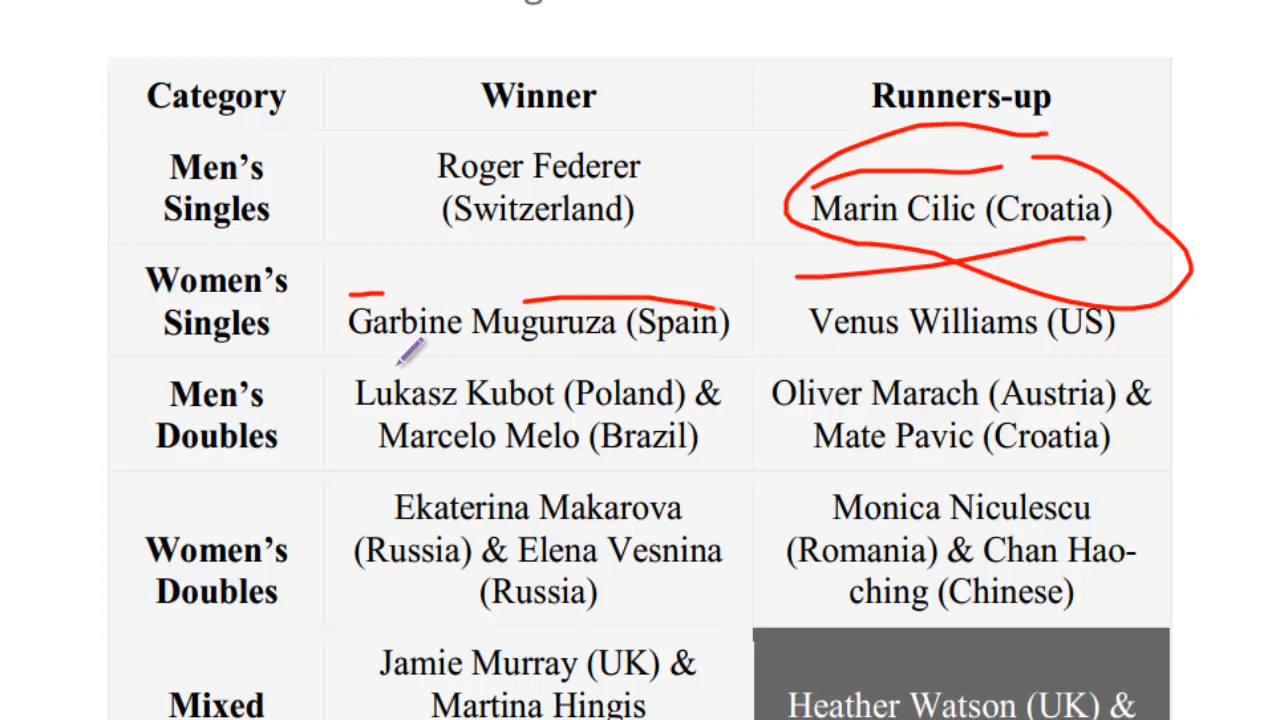 Category Winner Runners-up
Men’s
Singles
Roger Federer
(Switzerland)
Marin Cilic (Croatia)
Women’s
Singles
Garbine Muguruza (Spain)
Venus Williams (US)
Men’s
Doubles
Lukasz Kubot (Poland) &
Marcelo Melo (Brazil)
Oliver Marach (Austria) &
Mate Pavic (Croatia)
Women’s
Doubles
Ekaterina Makarova
(Russia) & Elena Vesnina
(Russia)
Monica Niculescu
(Romania) & Chan Hao-
ching (Chinese)
Mixed
Jamie Murray (UK) &
Martina Hingis
Heather Watson (UK) &